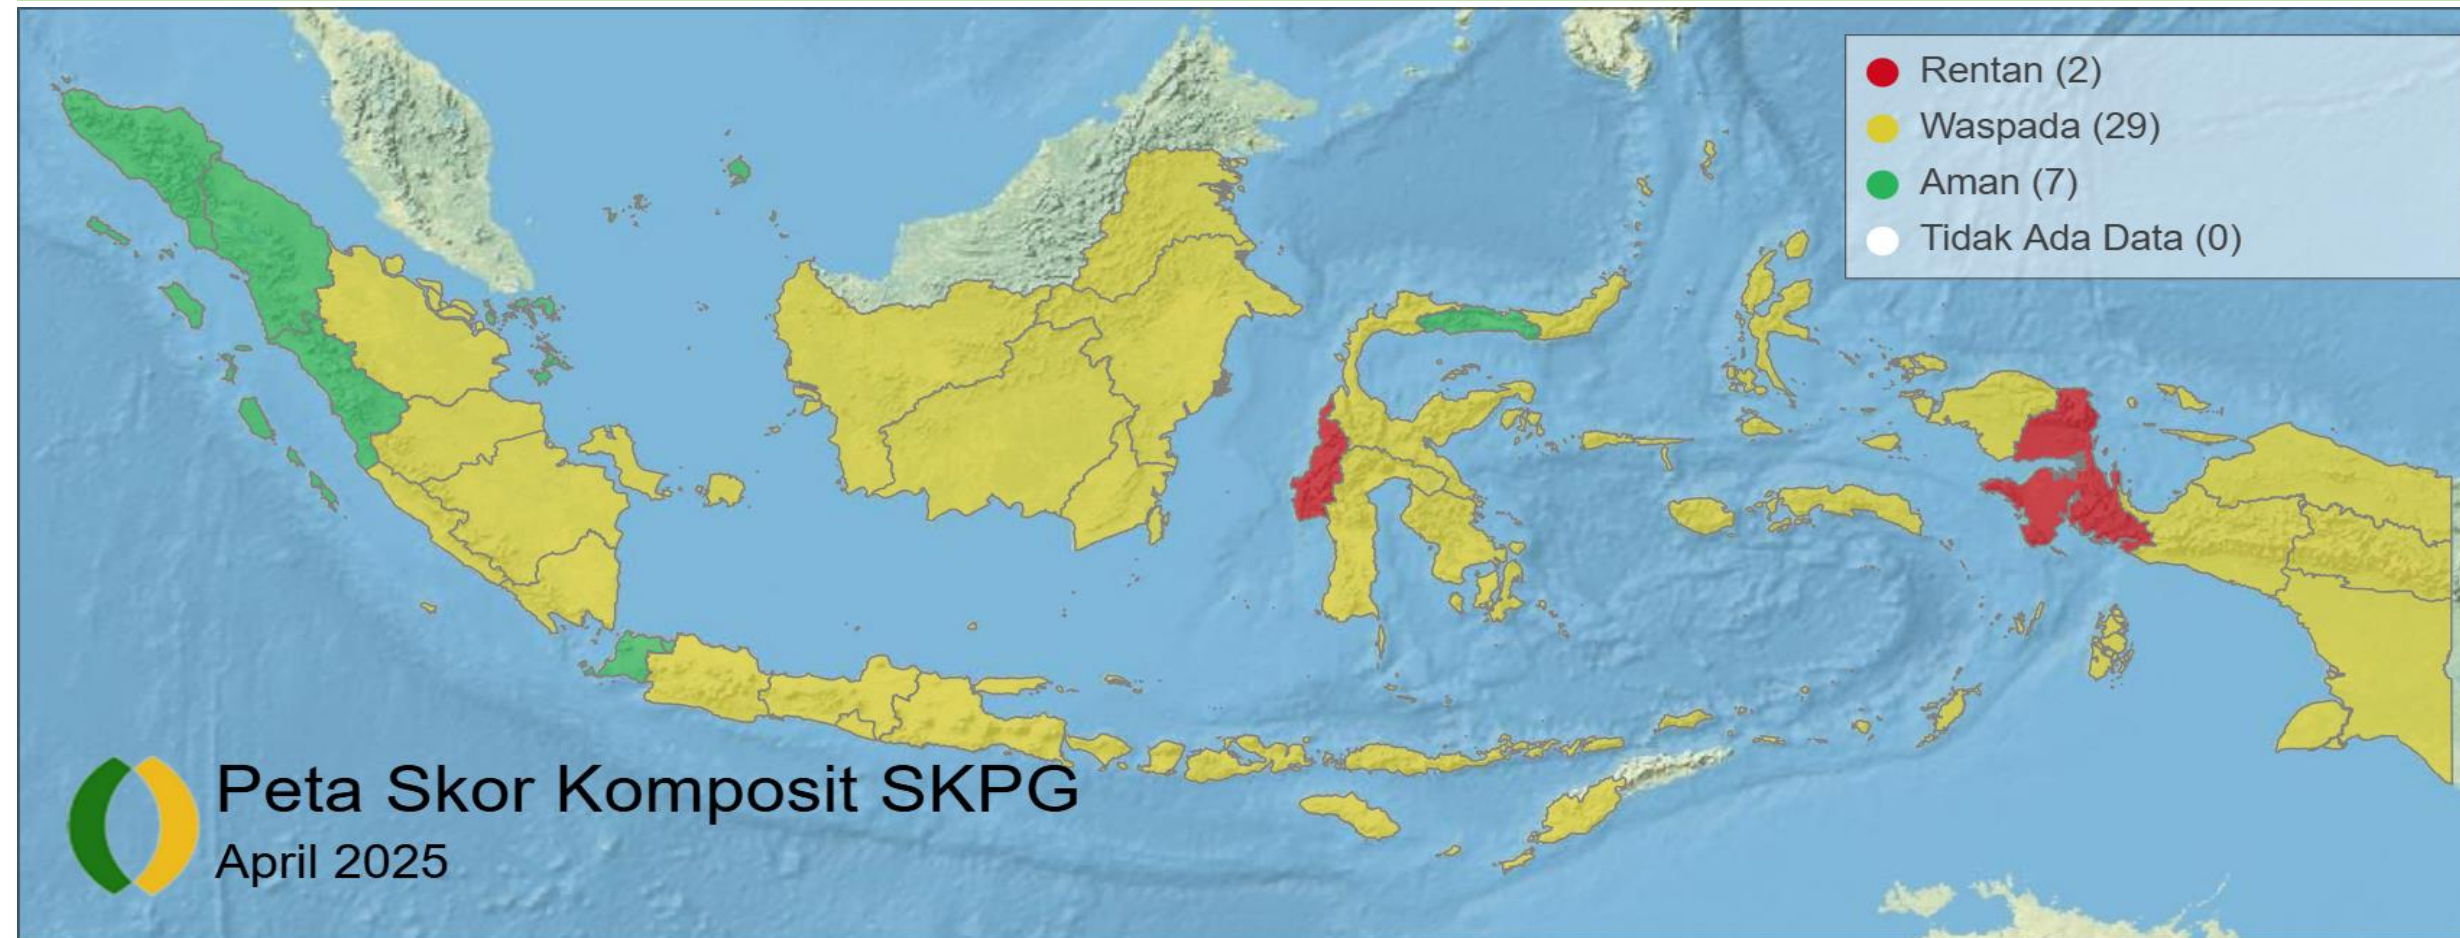 Rentan (2)
Waspada (29)
Aman (7)
Tidak Ada Data (0)
Peta Skor Komposit SKPG
April 2025